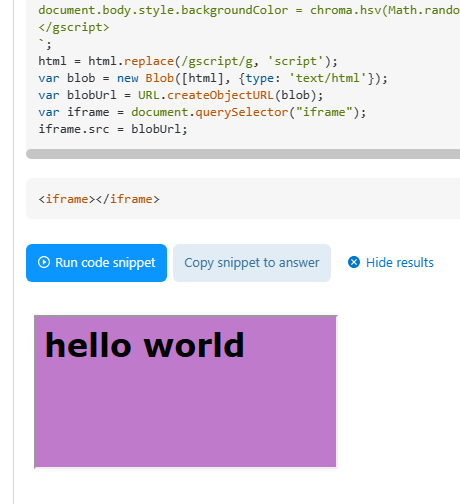 document.body.style.backgroundColor = chroma.hsv(Math.rando
</gscript>
`;
html = html.replace(/gscript/g, 'script');
var blob = new Blob([html], {type: 'text/html'});
var blobUrl = URL.createObjectURL(blob);
var iframe = document.querySelector("iframe");
iframe.src = blobUrl;
<iframe></iframe>
Run code snippet Copy snippet to answer Hide results
hello world